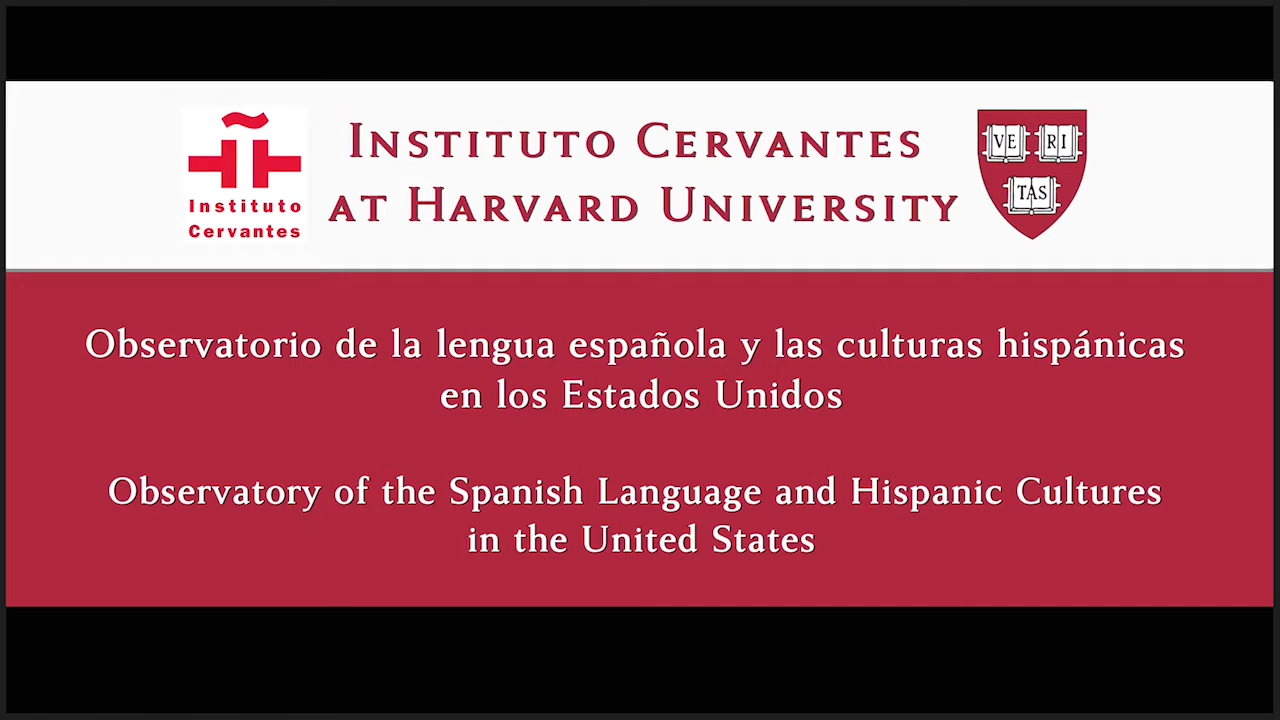 Instituto
Cervantes
INSTITUTO CERVANTES
AT HARVARD UNIVERSITY
VE RI
TAS
Observatorio de la lengua española y las culturas hispánicas
en los Estados Unidos
Observatory of the Spanish Language and Hispanic Cultures
in the United States